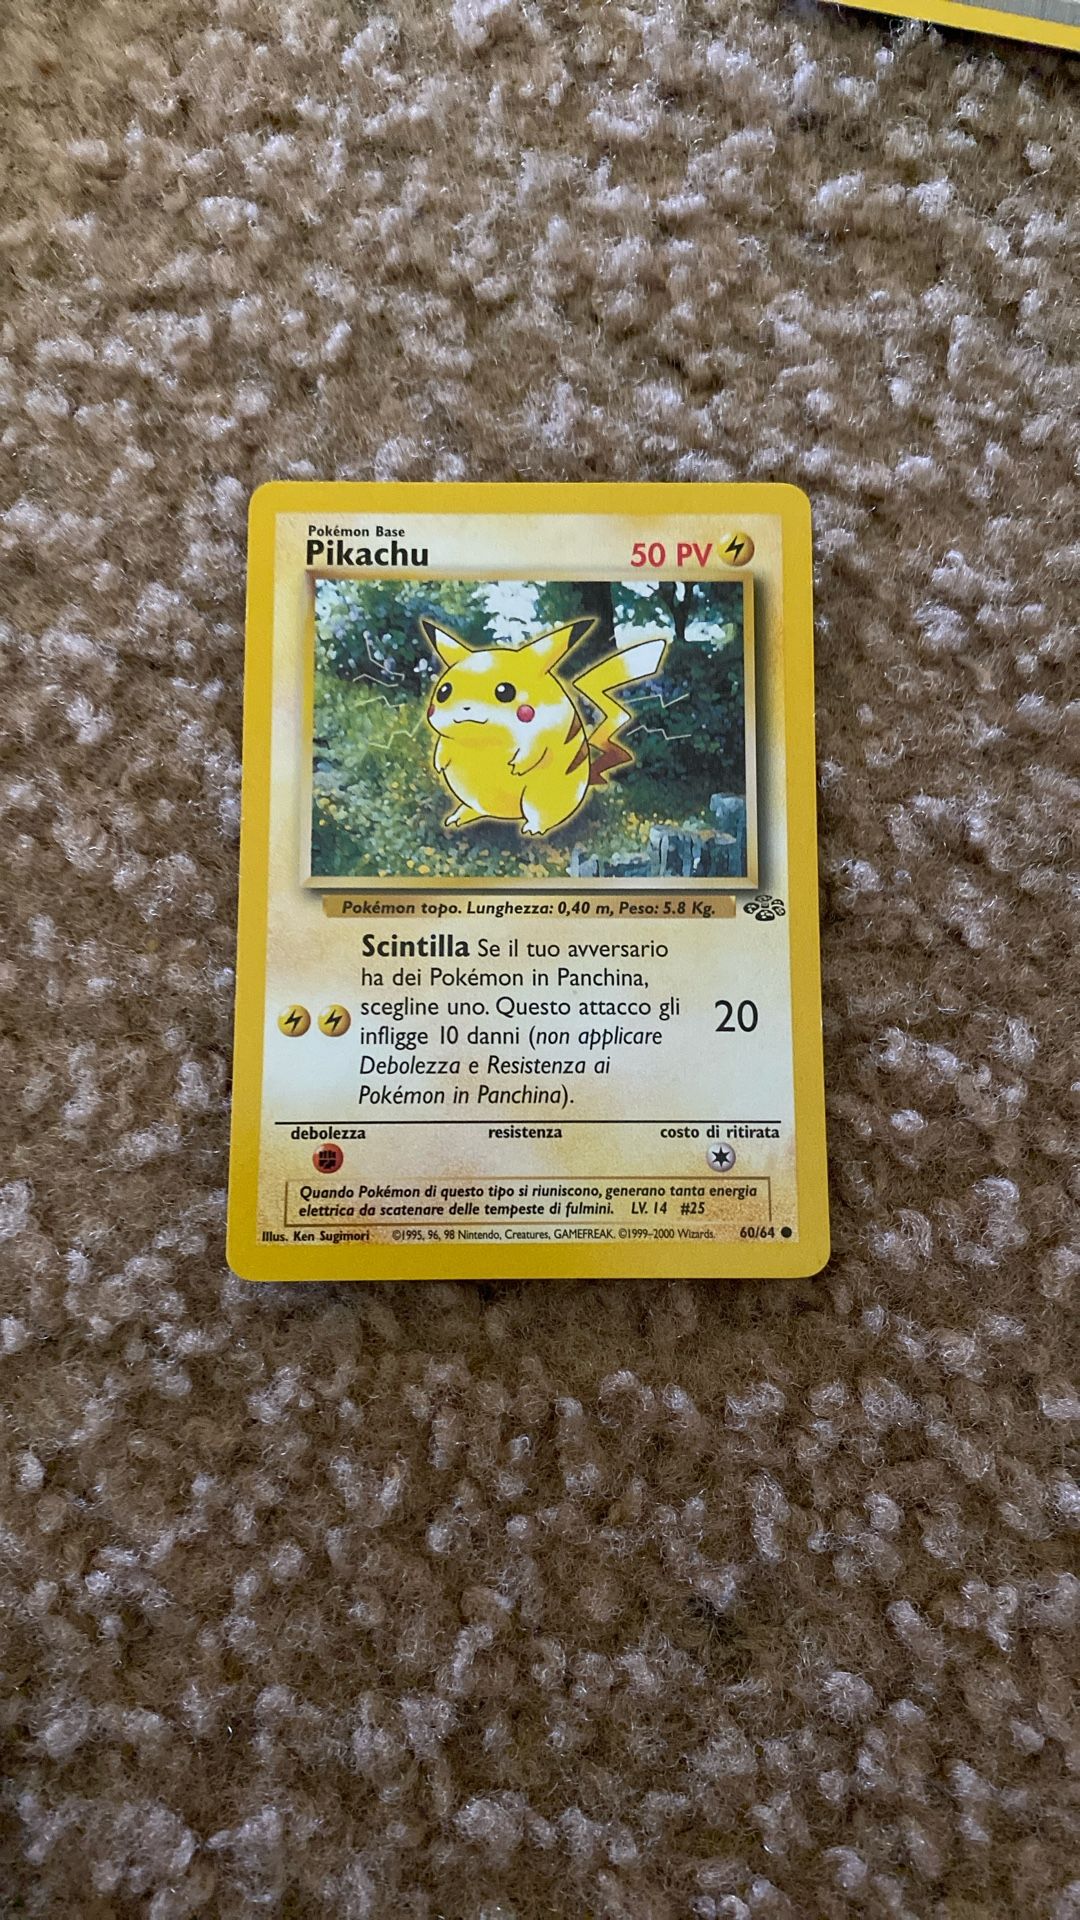 Pokémon Base
Pikachu
50 PV
Pokémon topo. Lunghezza: 0,40 m, Peso: 5.8 Kg.
Scintilla Se il tuo avversario
ha dei Pokémon in Panchina,
scegline uno. Questo attacco gli
infligge 10 danni (non applicare
Debolezza e Resistenza ai
Pokémon in Panchina).
20
debolezza resistenza costo di ritirata
Quando Pokémon di questo tipo si riuniscono, generano tanta energia
elettrica da scatenare delle tempeste di fulmini. LV. 14 #25
Illus. Ken Sugimori ©1995, 96, 98 Nintendo, Creatures, GAMEFREAK. ©1999–2000 Wizards. 60/64